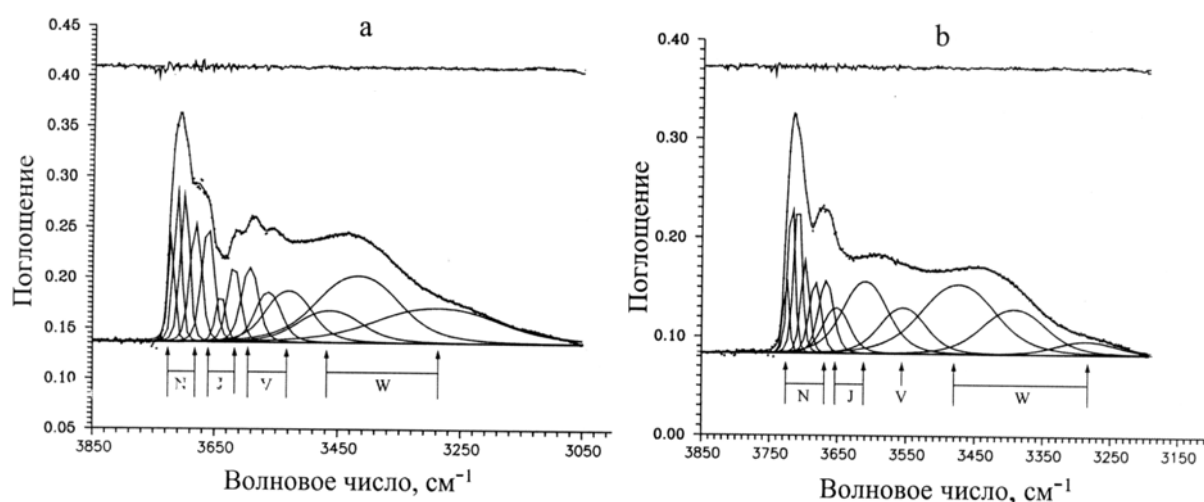 a
0.45
0.40
0.35
0.30
0.25
0.20
0.15
0.10
0.05
Поглощение
N J V W
3850 3650 3450 3250 3050
Волновое число, см⁻¹
b
0.40
0.30
0.20
0.10
0.00
Поглощение
N J V W
3850 3750 3650 3550 3450 3350 3250 3150
Волновое число, см⁻¹